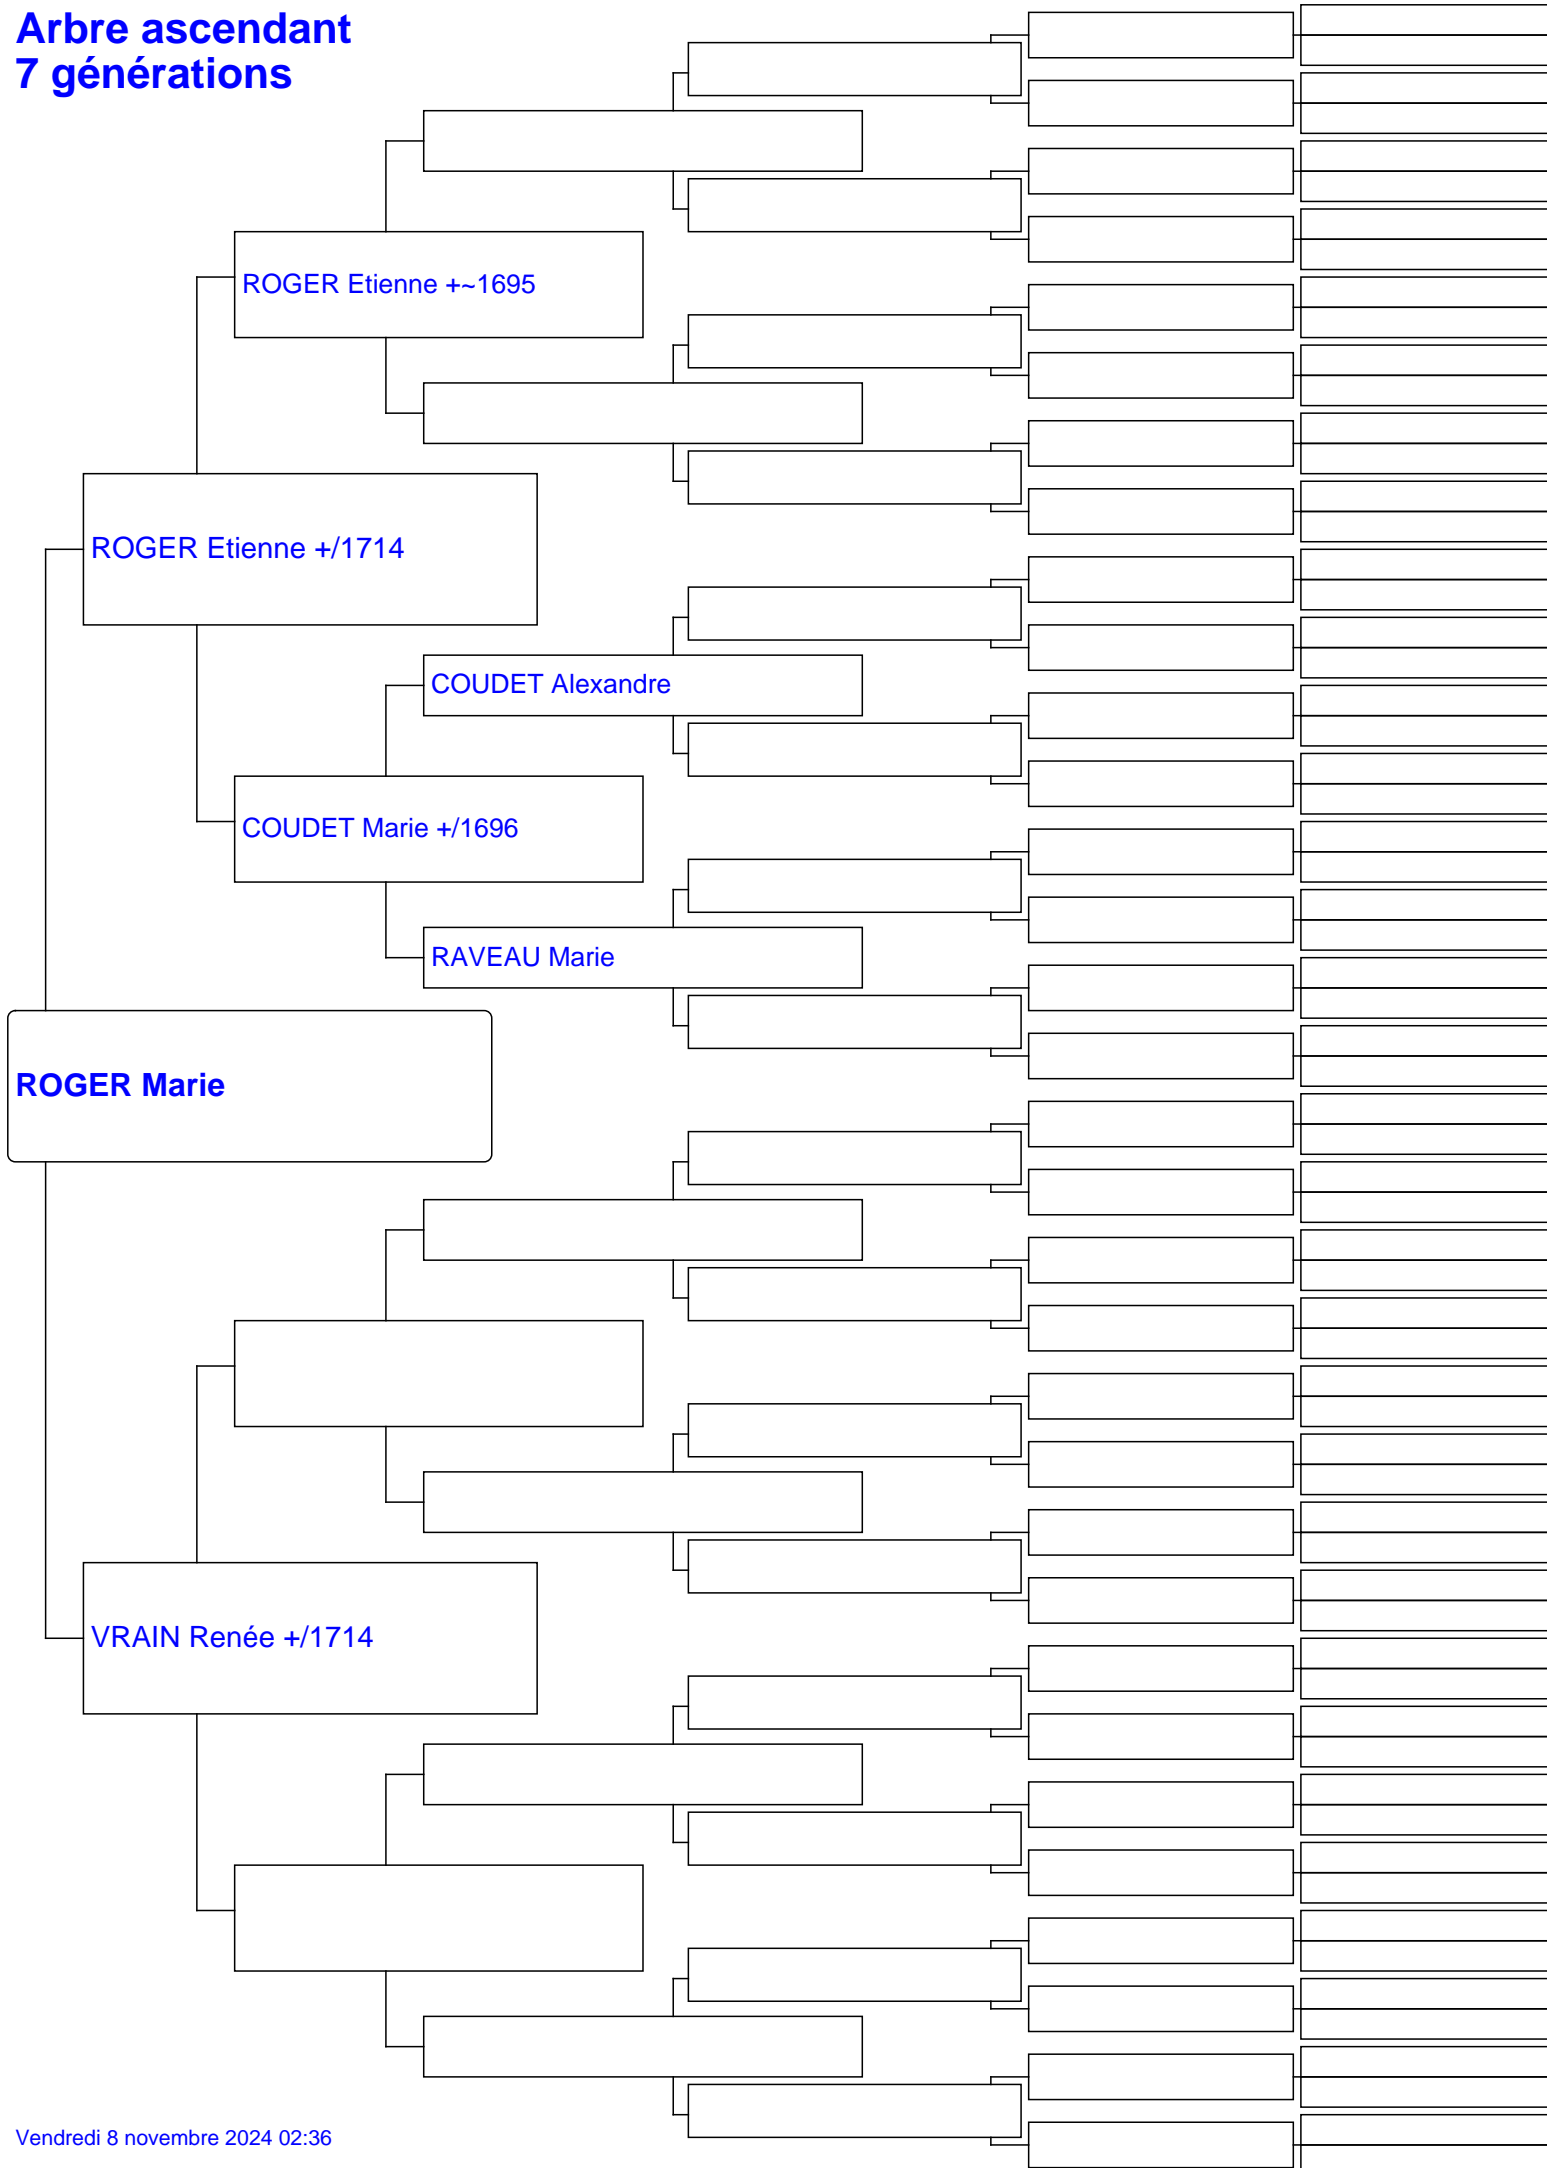 Arbre ascendant
7 générations
ROGER Etienne +~1695
ROGER Etienne +/1714
COUDET Alexandre
COUDET Marie +/1696
RAVEAU Marie
ROGER Marie
VRAIN Renée +/1714
Vendredi 8 novembre 2024 02:36